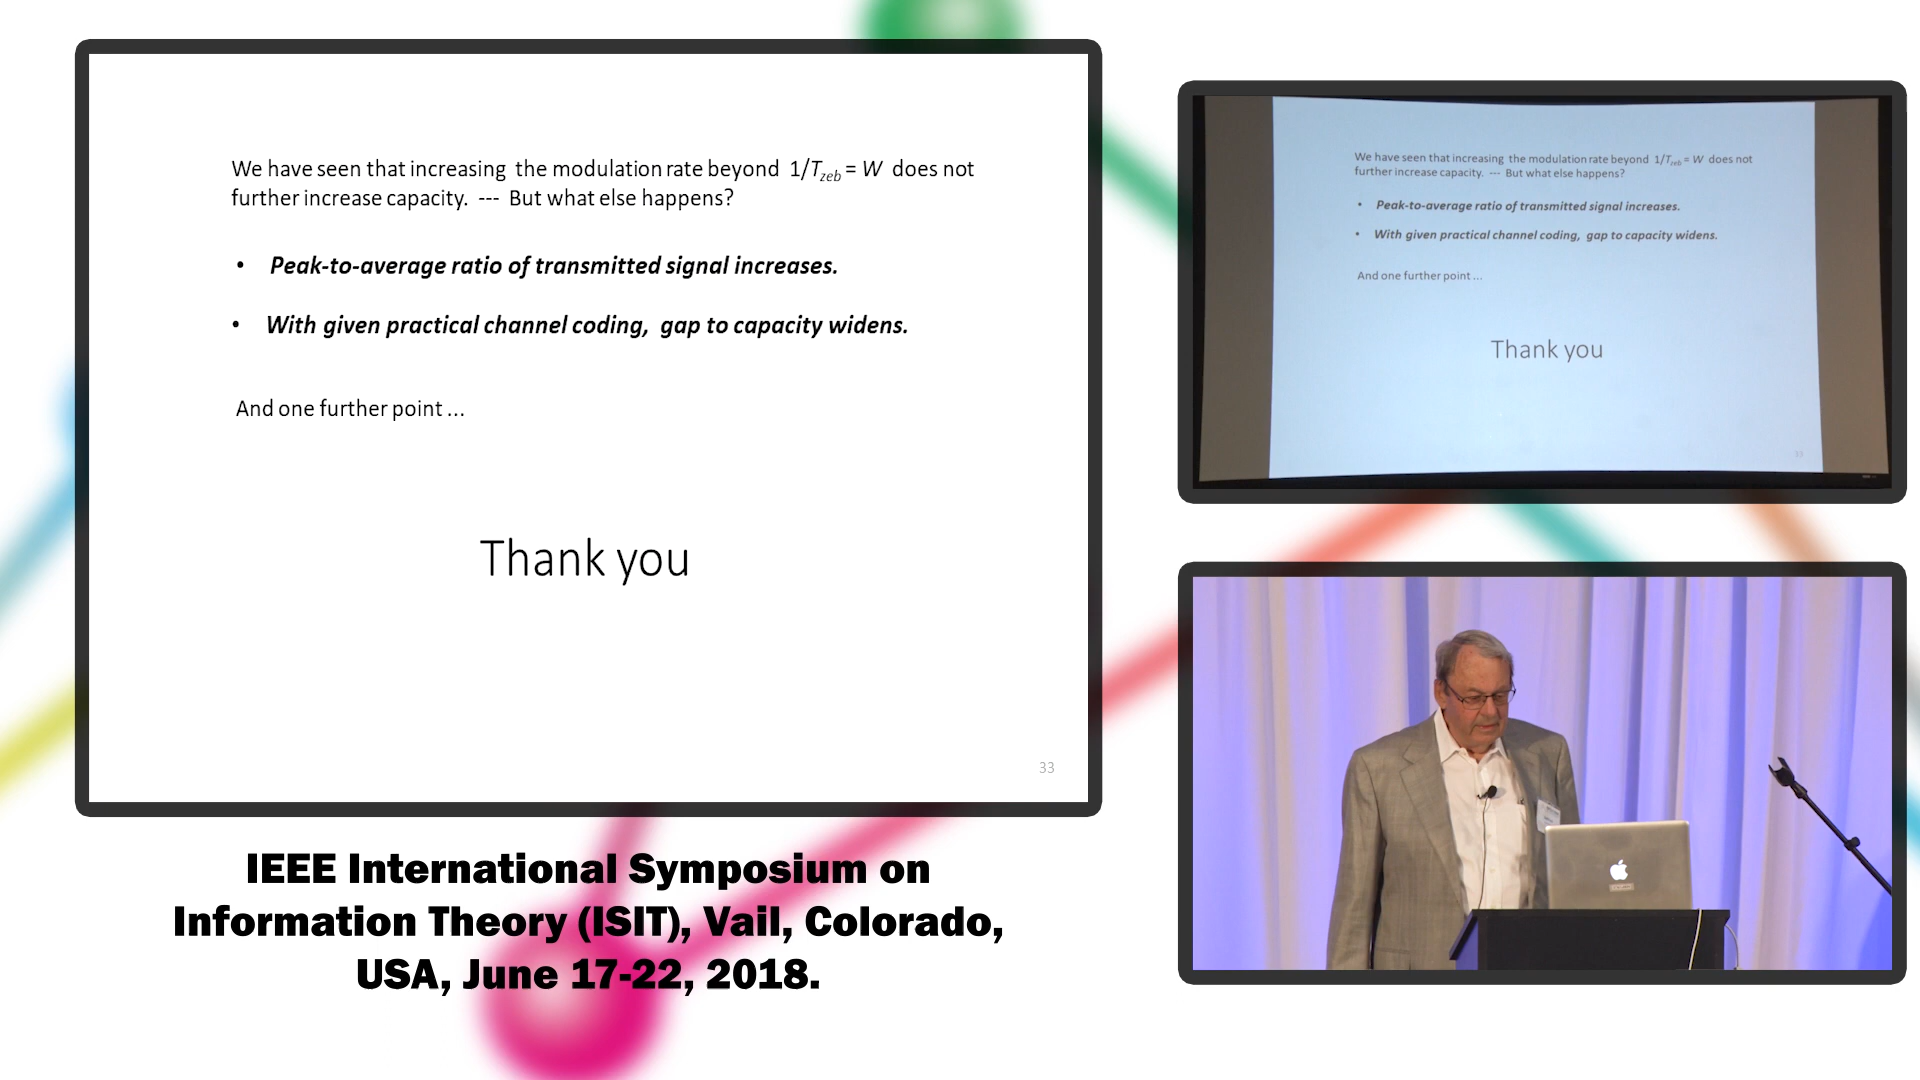 We have seen that increasing the modulation rate beyond 1/Tzeb = W does not
further increase capacity. --- But what else happens?
• Peak-to-average ratio of transmitted signal increases.
• With given practical channel coding, gap to capacity widens.
And one further point ...
Thank you
33
IEEE International Symposium on
Information Theory (ISIT), Vail, Colorado,
USA, June 17-22, 2018.
We have seen that increasing the modulation rate beyond 1/Tzeb = W does not
further increase capacity. --- But what else happens?
• Peak-to-average ratio of transmitted signal increases.
• With given practical channel coding, gap to capacity widens.
And one further point ...
Thank you
33